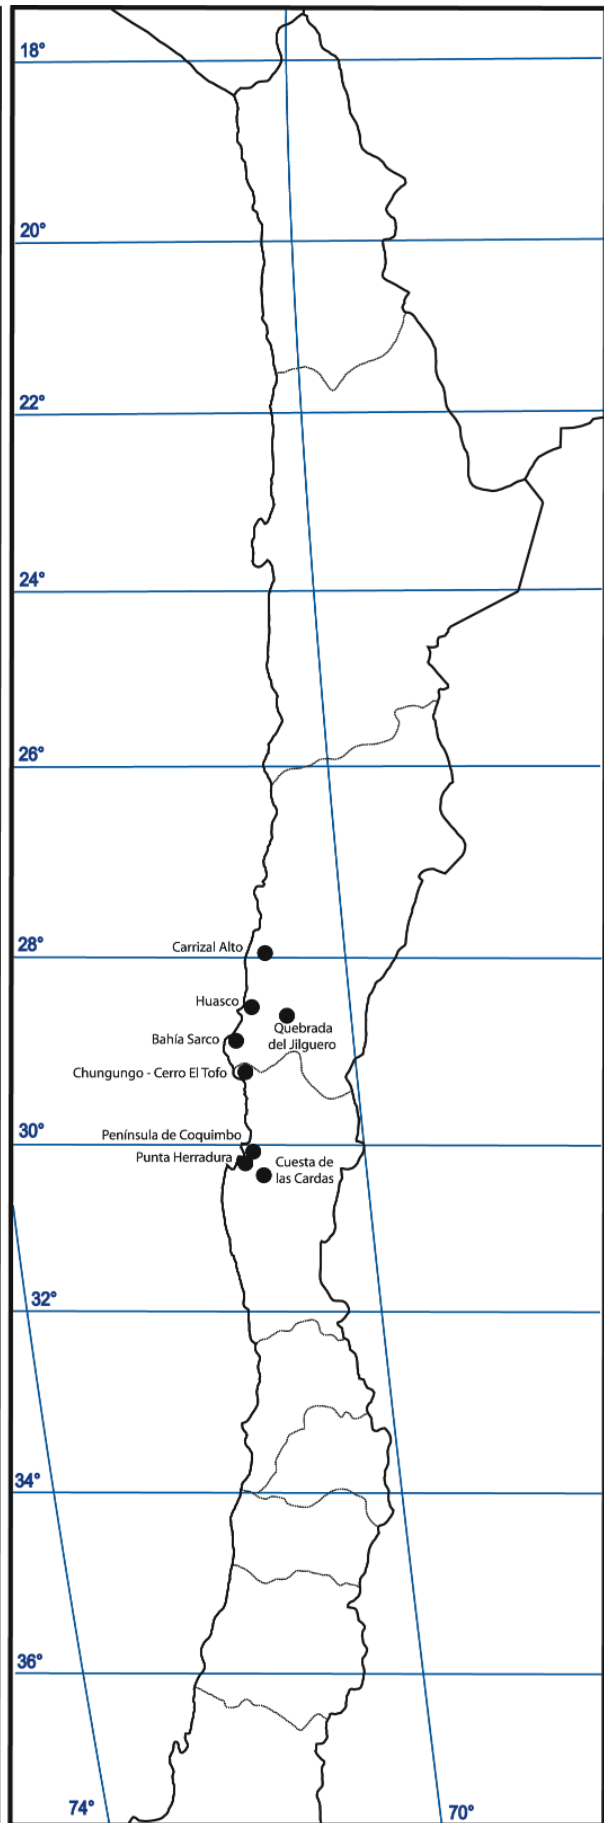 18°
20°
22°
24°
26°
28°
Carrizal Alto
Huasco
Quebrada
del Jilguero
Bahía Sarco
Chungungo - Cerro El Tofo
30°
Península de Coquimbo
Punta Herradura
Cuesta de
las Cardas
32°
34°
36°
74°
70°